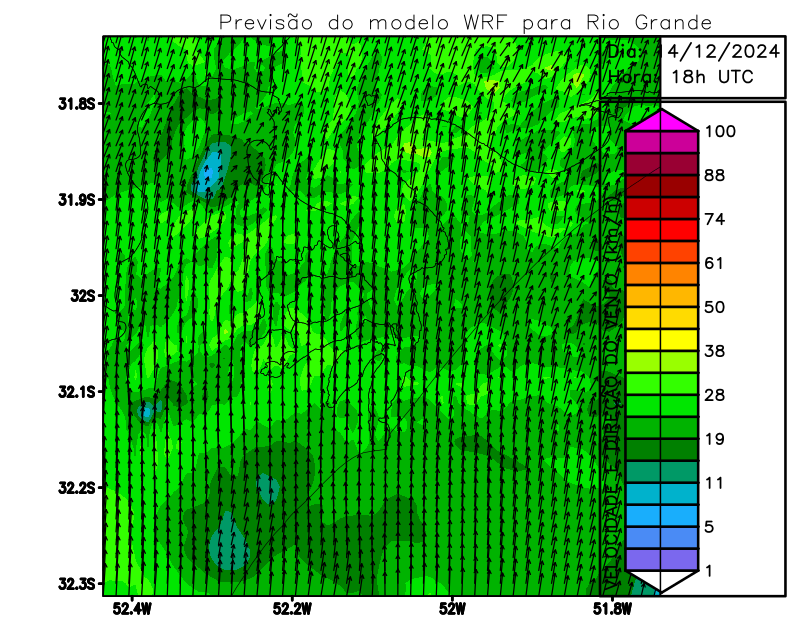 Previsão do modelo WRF para Rio Grande
Dia: 14/12/2024
Hora: 18h UTC
31.8S
31.9S
32S
32.1S
32.2S
32.3S
52.4W
52.2W
52W
51.8W
VELOCIDADE E DIREÇÃO DO VENTO (km/h)
100
88
74
61
50
38
28
19
11
5
1